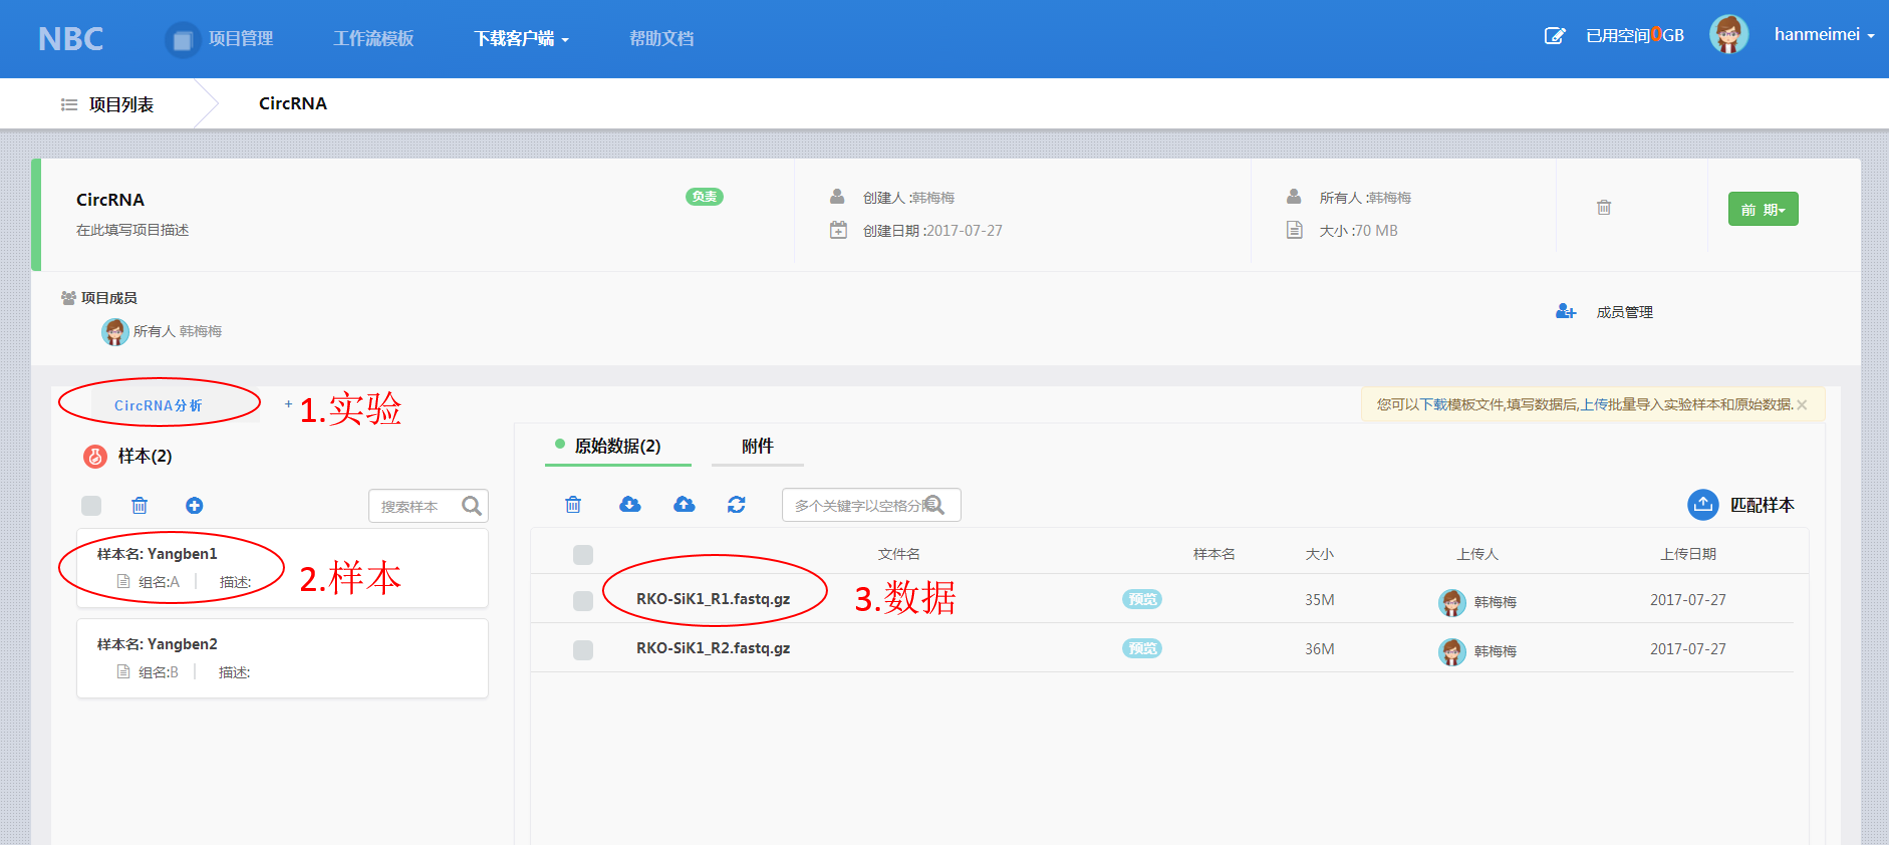 NBC 项目管理 工作流模板 下载客户端 帮助文档 已用空间0GB hanmeimei
项目列表 CircRNA
CircRNA 负责 创建人 :韩梅梅 所有人 :韩梅梅 前 期
在此填写项目描述 创建日期 :2017-07-27 大小 :70 MB
项目成员
所有人 韩梅梅 成员管理
CircRNA分析 + 1.实验 您可以下载模板文件,填写数据后,上传批量导入实验样本和原始数据. ×
样本(2) 原始数据(2) 附件
搜索样本 多个关键字以空格分隔 匹配样本
样本名: Yangben1
组名:A 描述:
2.样本
样本名: Yangben2
组名:B 描述:
文件名 样本名 大小 上传人 上传日期
RKO-SiK1_R1.fastq.gz 3.数据 预览 35M 韩梅梅 2017-07-27
RKO-SiK1_R2.fastq.gz 预览 36M 韩梅梅 2017-07-27